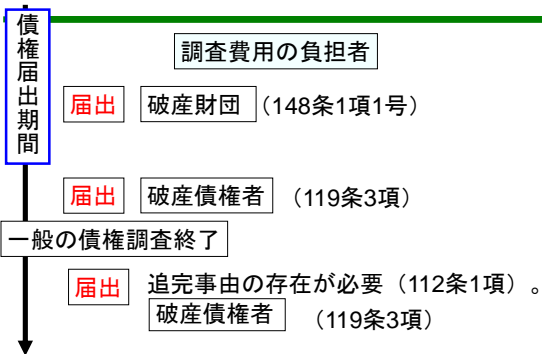 債権届出期間
調査費用の負担者
届出 破産財団 (148条1項1号)
届出 破産債権者 (119条3項)
一般の債権調査終了
届出 追完事由の存在が必要(112条1項)。
破産債権者 (119条3項)